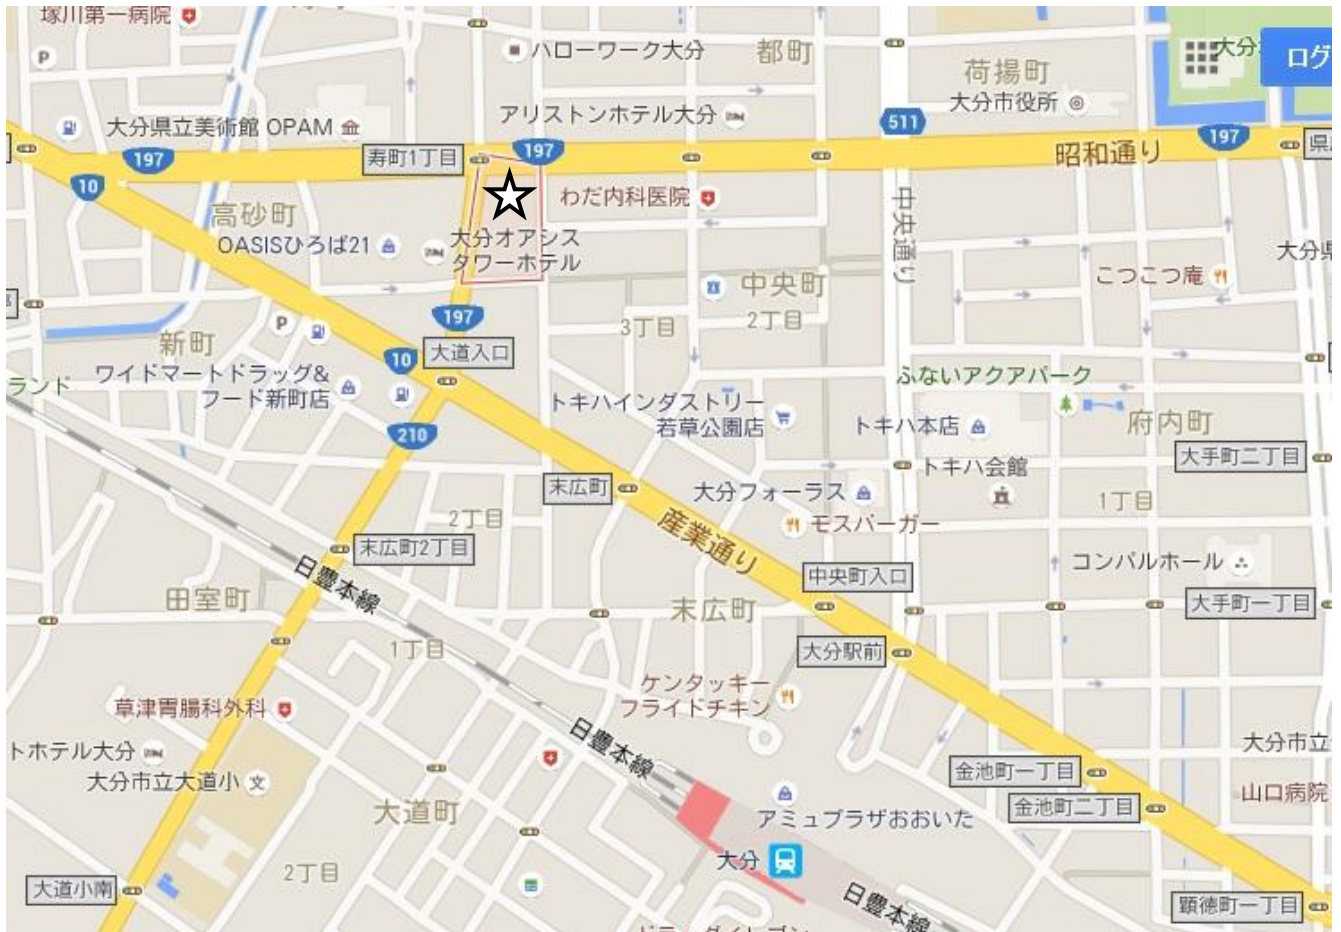 塚川第一病院
P
ハローワーク大分
都町
荷揚町
大分
ログ
大分市役所
アリストンホテル大分
大分県立美術館 OPAM
511
197
197
197
寿町1丁目
昭和通り
10
高砂町
わだ内科医院
中央通り
OASISひろば21
大分オアシス
タワーホテル
大分県
こつこつ庵
中央町
2丁目
3丁目
197
P
新町
大道入口
10
ワイドマートドラッグ&
フード新町店
ランド
ふないアクアパーク
トキハインダストリー
若草公園店
トキハ本店
府内町
210
大手町二丁目
トキハ会館
末広町
大分フォーラス
1丁目
2丁目
モスバーガー
産業通り
末広町2丁目
日豊本線
コンパルホール
中央町入口
田室町
末広町
大手町一丁目
1丁目
大分駅前
ケンタッキー
フライドチキン
草津胃腸科外科
日豊本線
トホテル大分
大分市立
大分市立大道小
文
金池町一丁目
山口病院
大道町
金池町二丁目
アミュプラザおおいた
大分
2丁目
大道小南
日豊本線
顕徳町一丁目